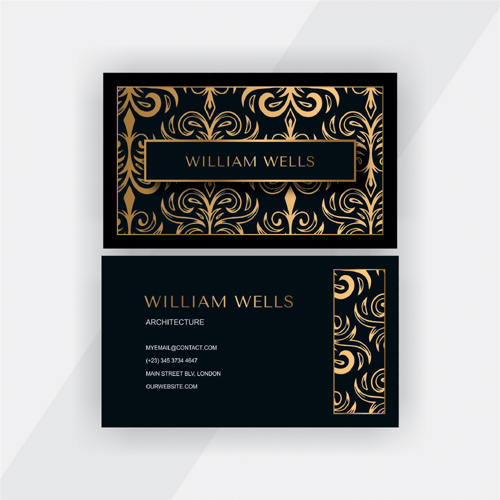 WILLIAM WELLS
WILLIAM WELLS
ARCHITECTURE
MYEMAIL@CONTACT.COM
(+23) 345 3734 4647
MAIN STREET BLV. LONDON
OURWEBSITE.COM